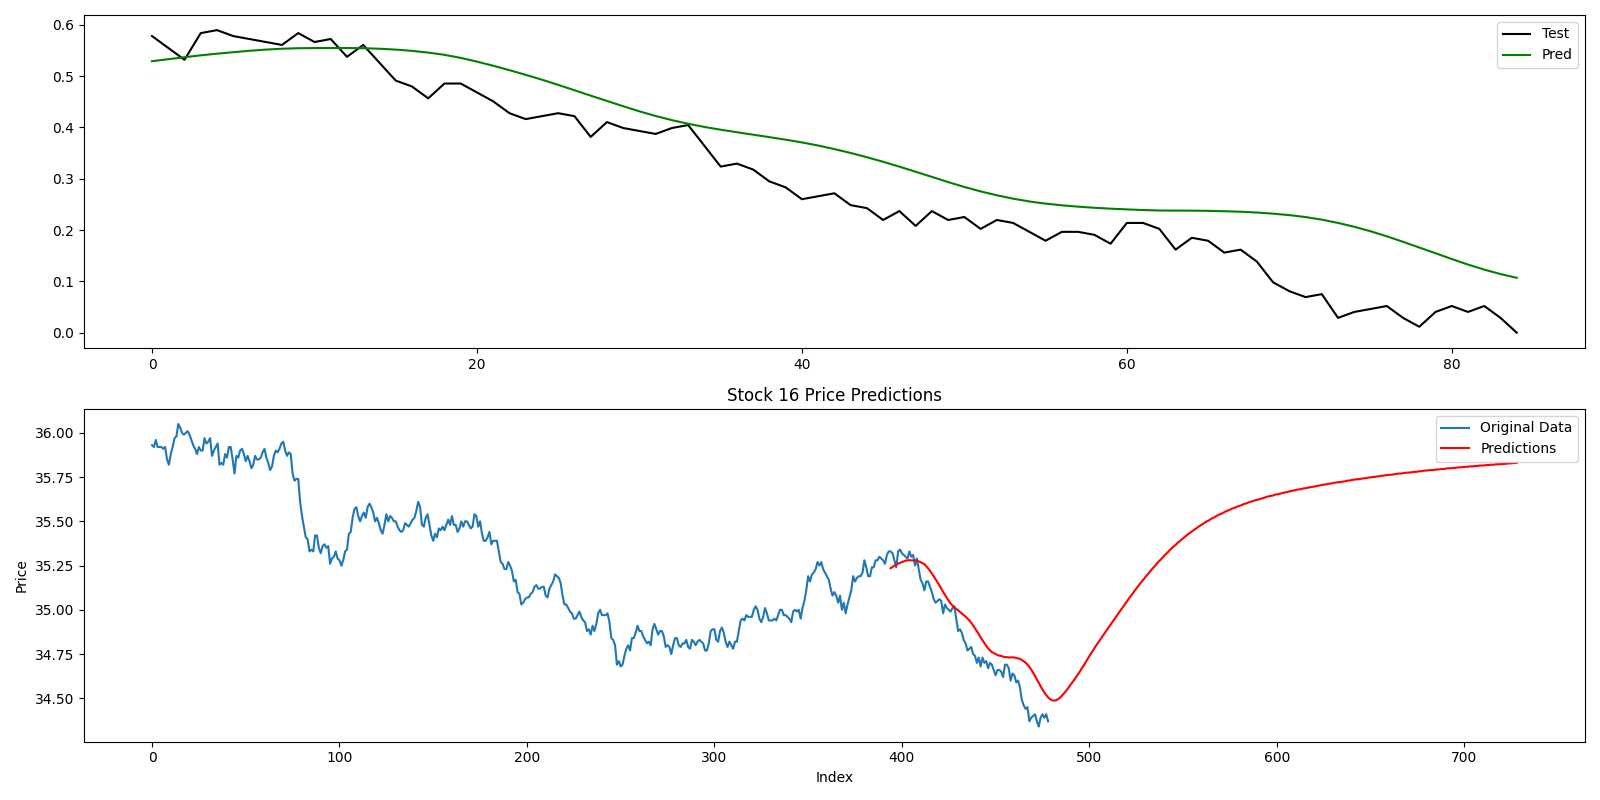 0.6
0.5
0.4
0.3
0.2
0.1
0.0
Test
Pred
0 20 40 60 80
Stock 16 Price Predictions
36.00
35.75
35.50
35.25
35.00
34.75
34.50
Price
Original Data
Predictions
0 100 200 300 400 500 600 700
Index